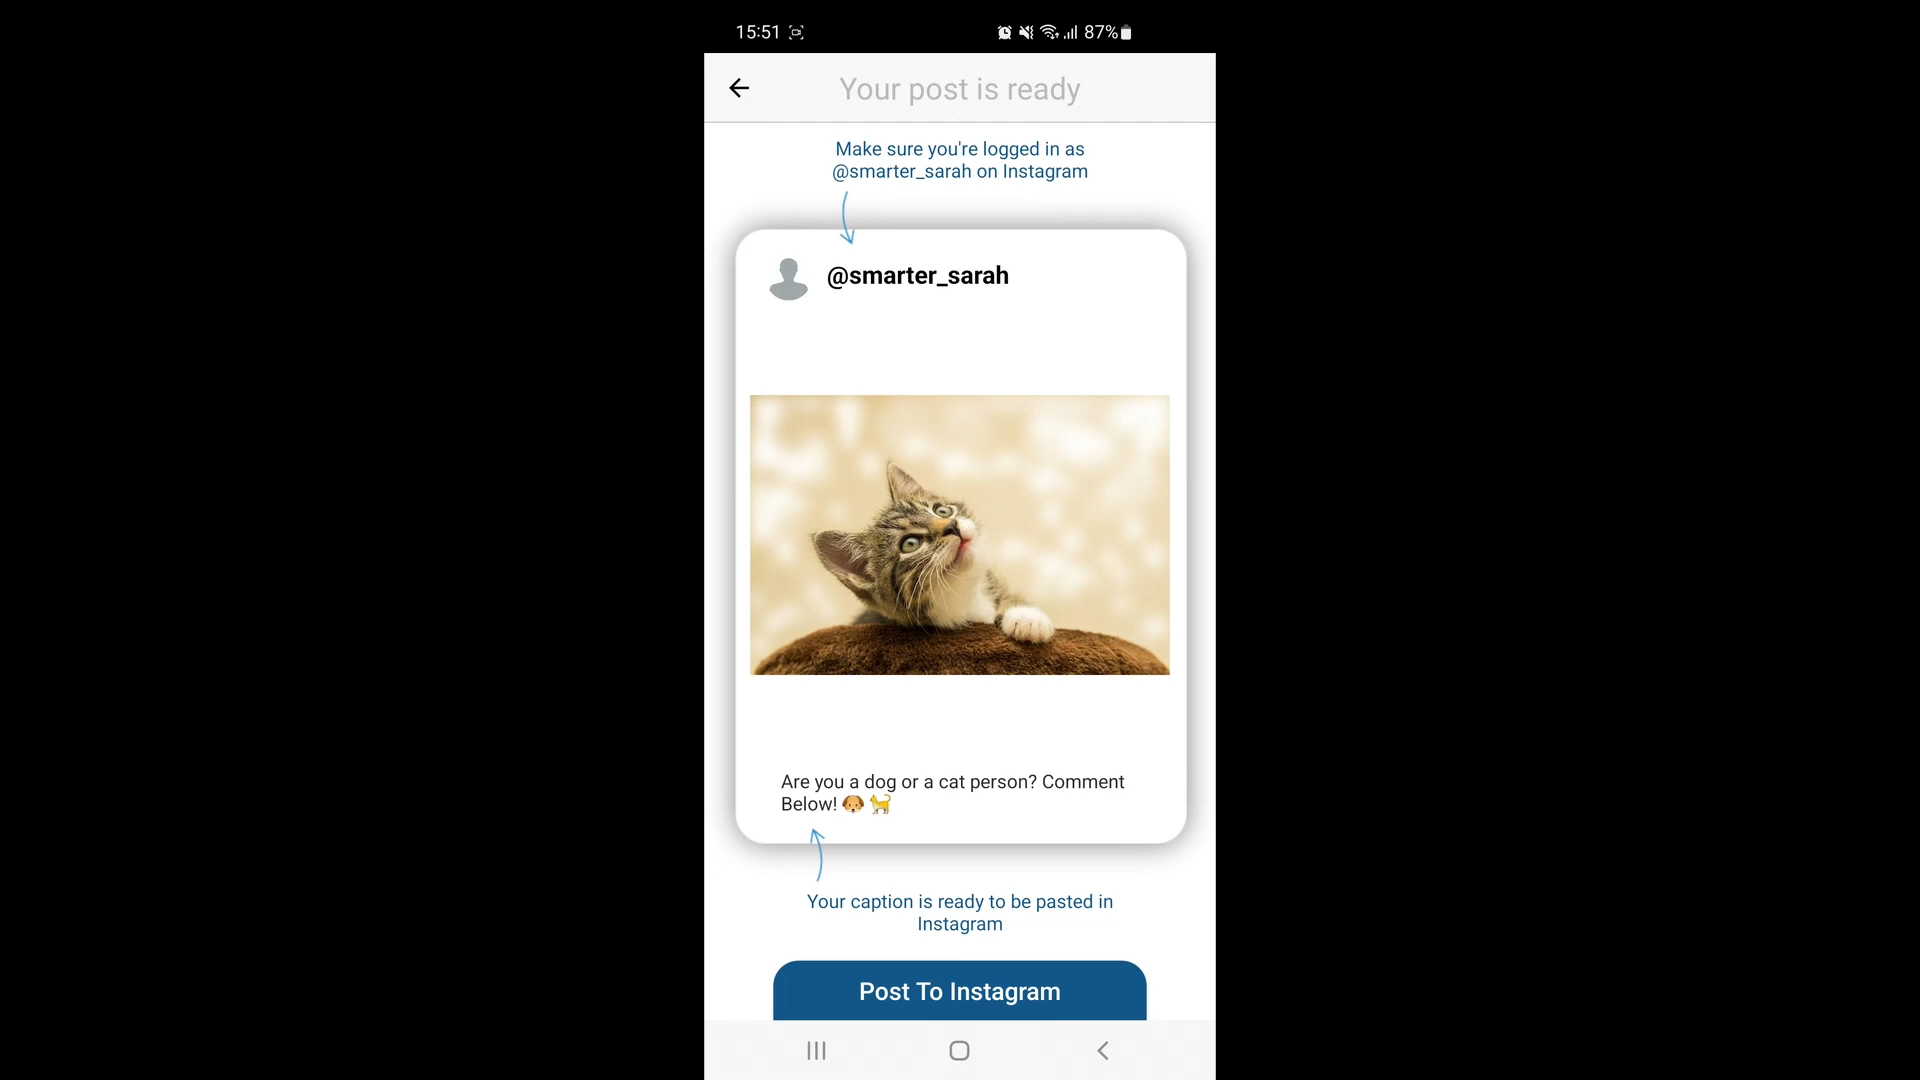 15:51 87%
Your post is ready
Make sure you're logged in as
@smarter_sarah on Instagram
@smarter_sarah
Are you a dog or a cat person? Comment
Below! 🐶 🐈
Your caption is ready to be pasted in
Instagram
Post To Instagram